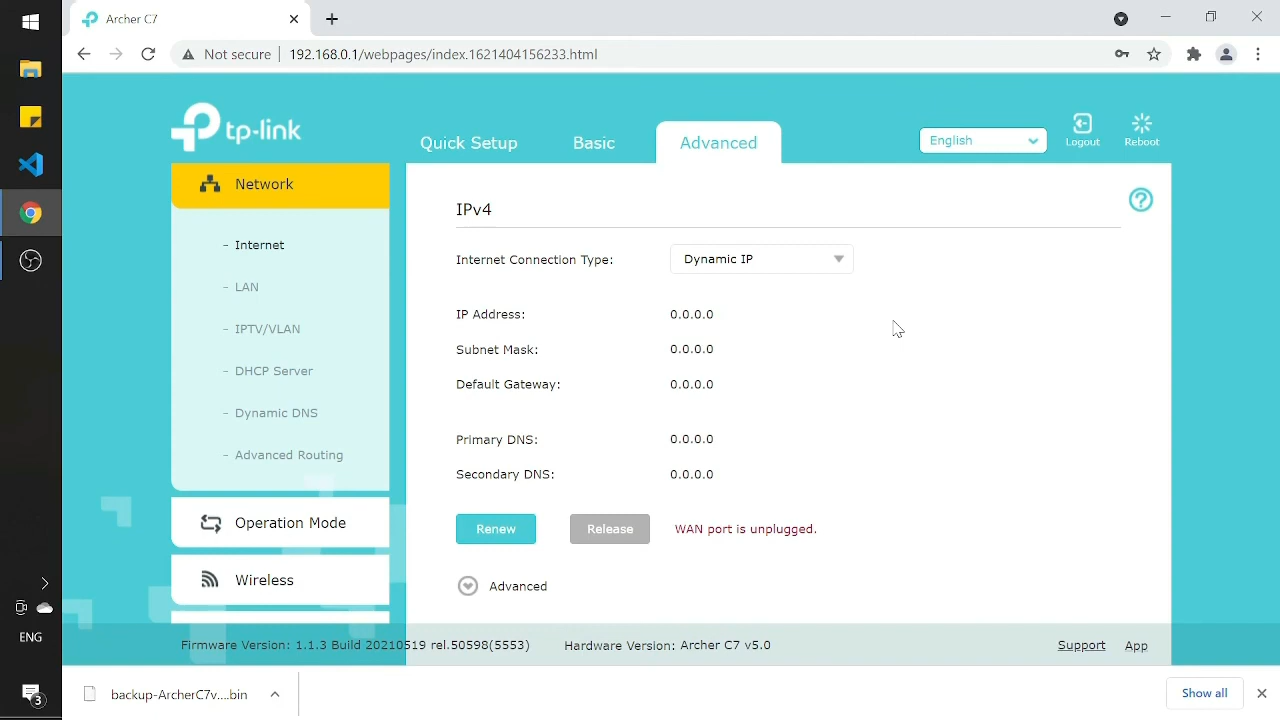 Archer C7
Not secure
192.168.0.1/webpages/index.1621404156233.html
tp-link
Quick Setup
Basic
Advanced
English
Logout
Reboot
Network
- Internet
- LAN
- IPTV/VLAN
- DHCP Server
- Dynamic DNS
- Advanced Routing
Operation Mode
Wireless
IPv4
Internet Connection Type: Dynamic IP
IP Address: 0.0.0.0
Subnet Mask: 0.0.0.0
Default Gateway: 0.0.0.0
Primary DNS: 0.0.0.0
Secondary DNS: 0.0.0.0
Renew Release WAN port is unplugged.
Advanced
Firmware Version: 1.1.3 Build 20210519 rel.50598(5553) Hardware Version: Archer C7 v5.0 Support App
ENG
3
backup-ArcherC7v....bin
Show all